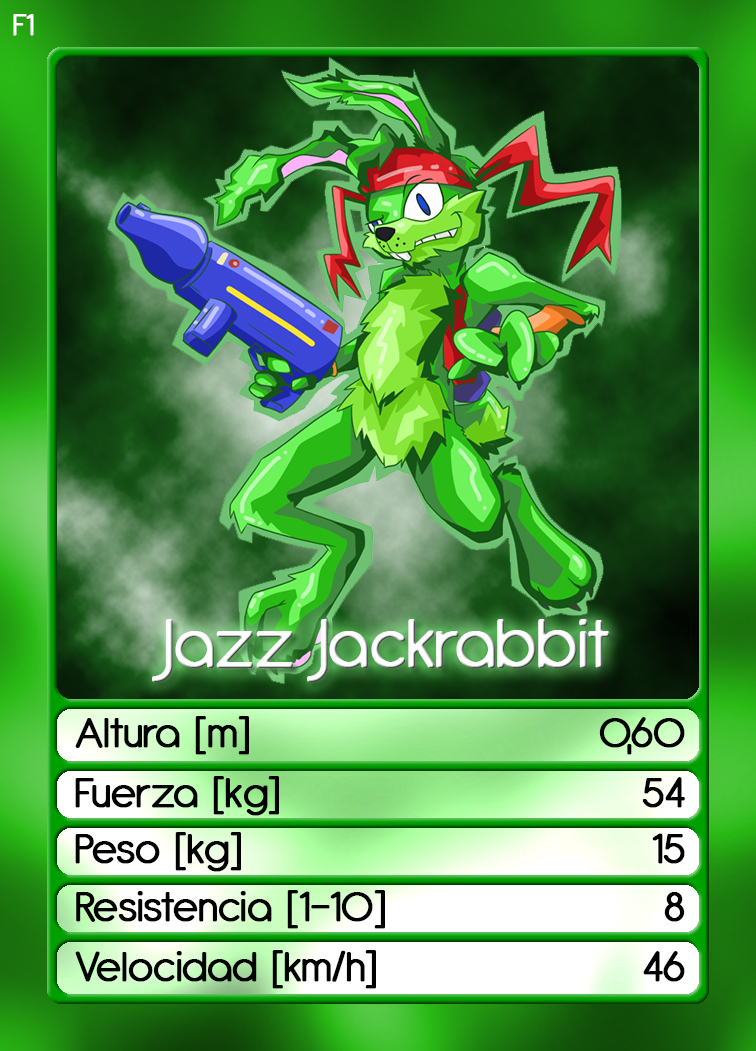 F1
Jazz Jackrabbit
Altura [m] 0,60
Fuerza [kg] 54
Peso [kg] 15
Resistencia [1-10] 8
Velocidad [km/h] 46